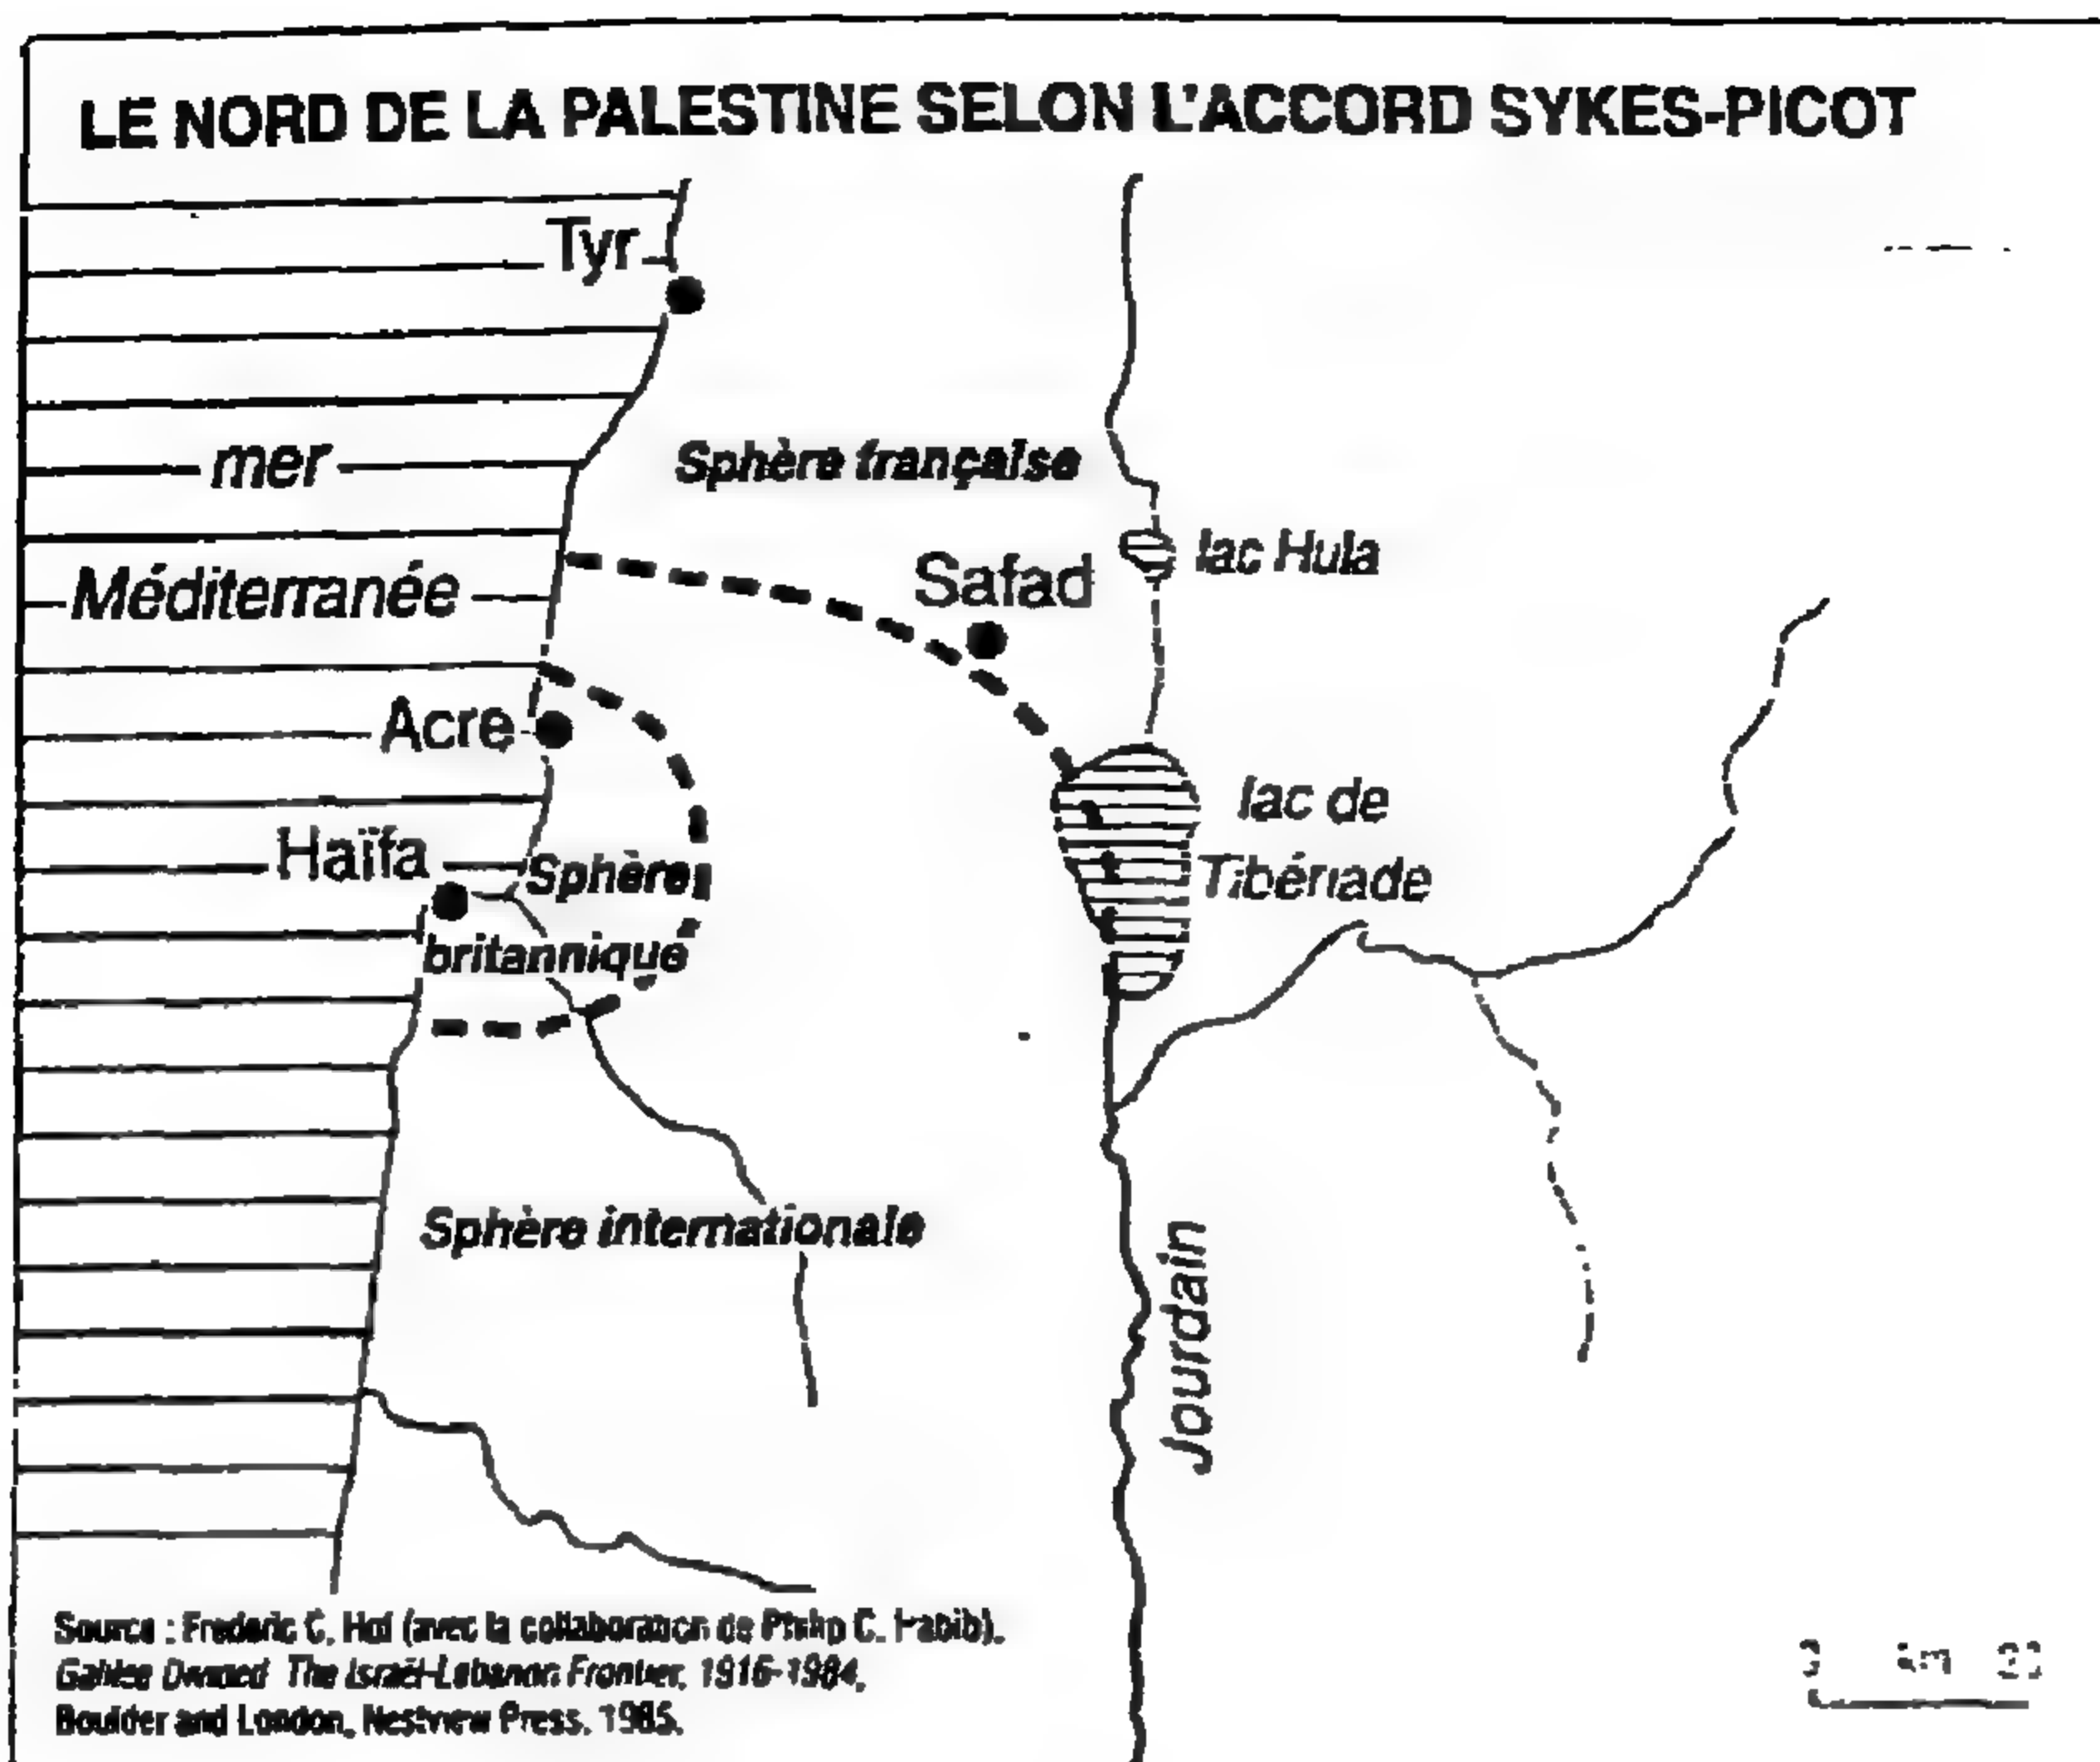 LE NORD DE LA PALESTINE SELON L'ACCORD SYKES-PICOT
Tyr
mer
Sphère française
lac Hula
Méditerranée
Safad
Acre
lac de
Haïfa
Sphère
Tibériade
britannique
Sphère internationale
Jourdain
Source : Frederic C. Hof (avec la collaboration de Philip C. Habib).
Galilee Divided The Israël-Lebanon Frontier, 1916-1984,
Boulder and London, Westview Press, 1985.
km